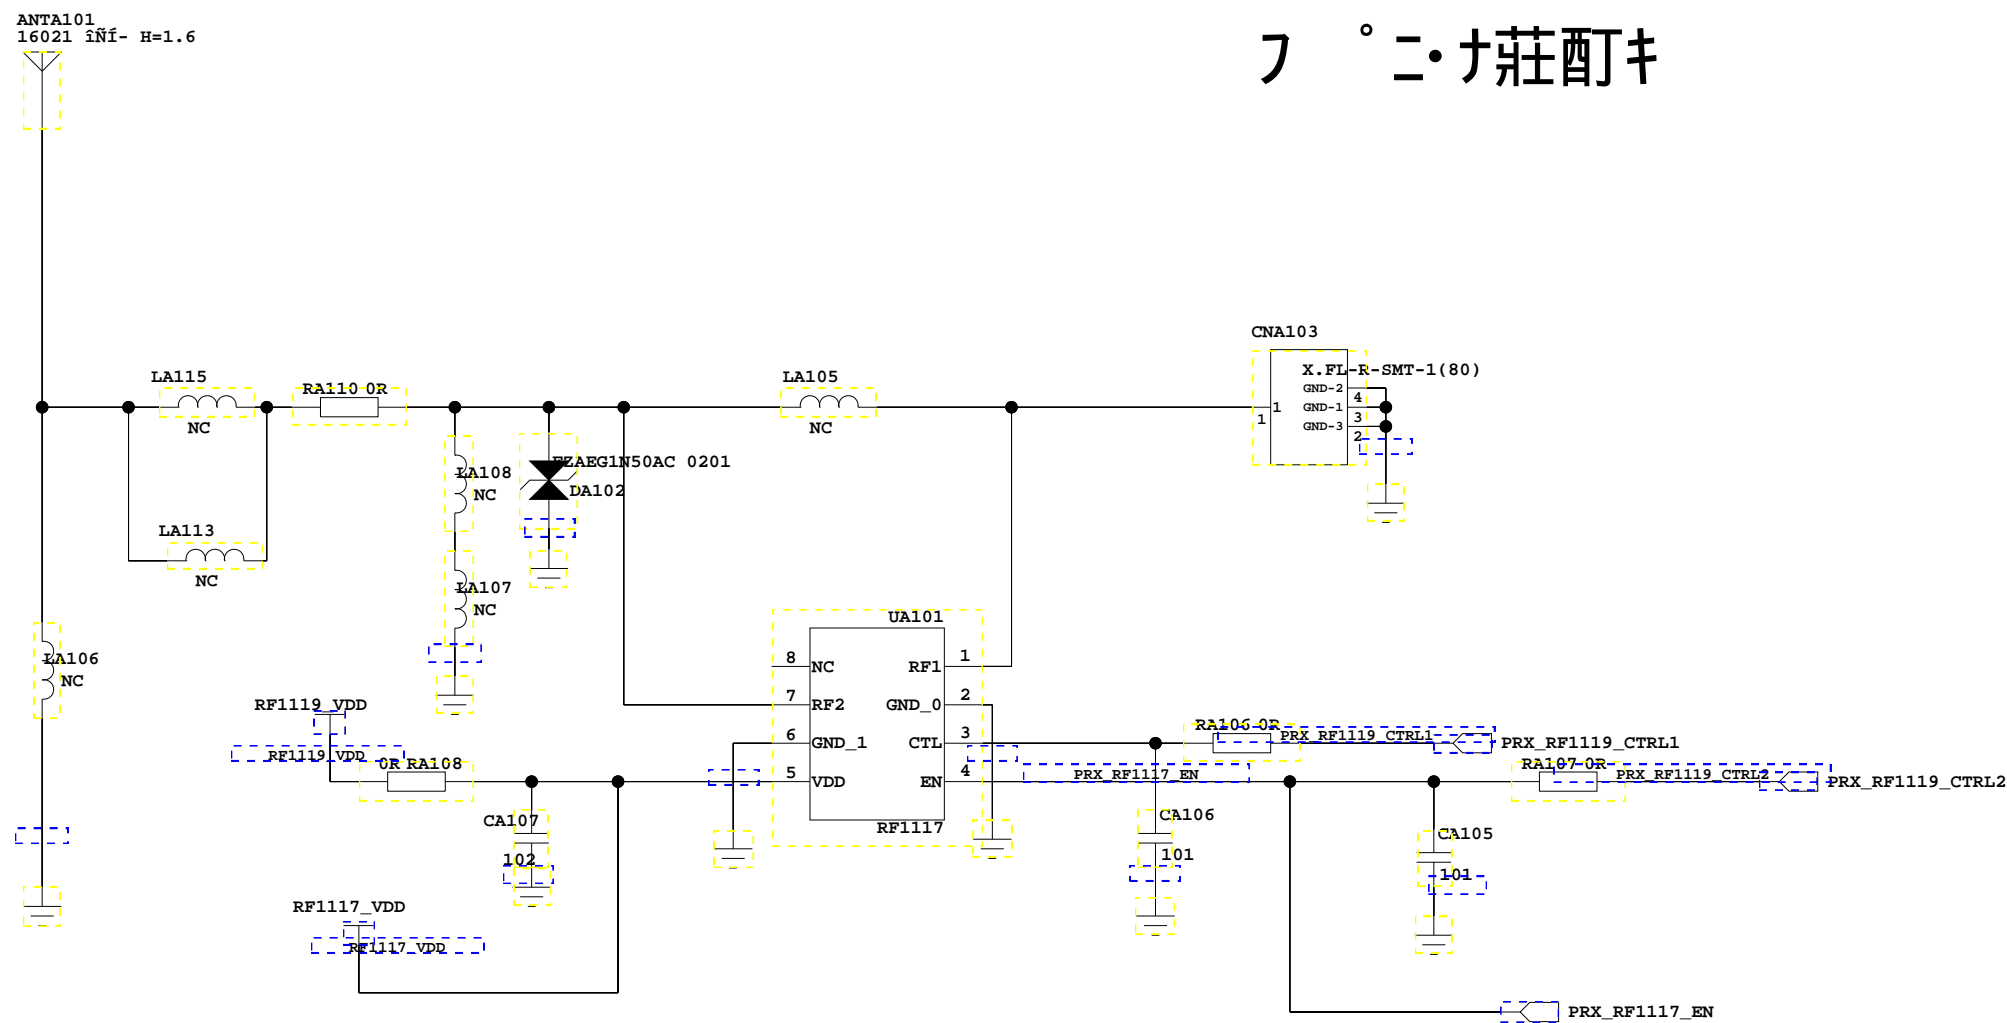 ANTA101
16021 îÑÍ- H=1.6
フ ゜ニ・ナ莊酊キ
CNA103
X.FL-R-SMT-1(80)
GND-2
GND-1
GND-3
1
1
4
3
2
LA115
NC
RA110 0R
LA105
NC
LA108
NC
EZAEG1N50AC 0201
DA102
LA113
NC
LA107
NC
LA106
NC
UA101
8
NC
RF1
1
7
RF2
GND_0
2
6
GND_1
CTL
3
5
VDD
EN
4
RF1117
RF1119_VDD
RF1119_VDD
0R RA108
CA107
102
RF1117_VDD
RF1117_VDD
RA106 0R
PRX_RF1119_CTRL1
PRX_RF1119_CTRL1
PRX_RF1117_EN
RA107 0R
PRX_RF1119_CTRL2
PRX_RF1119_CTRL2
CA106
101
CA105
101
PRX_RF1117_EN